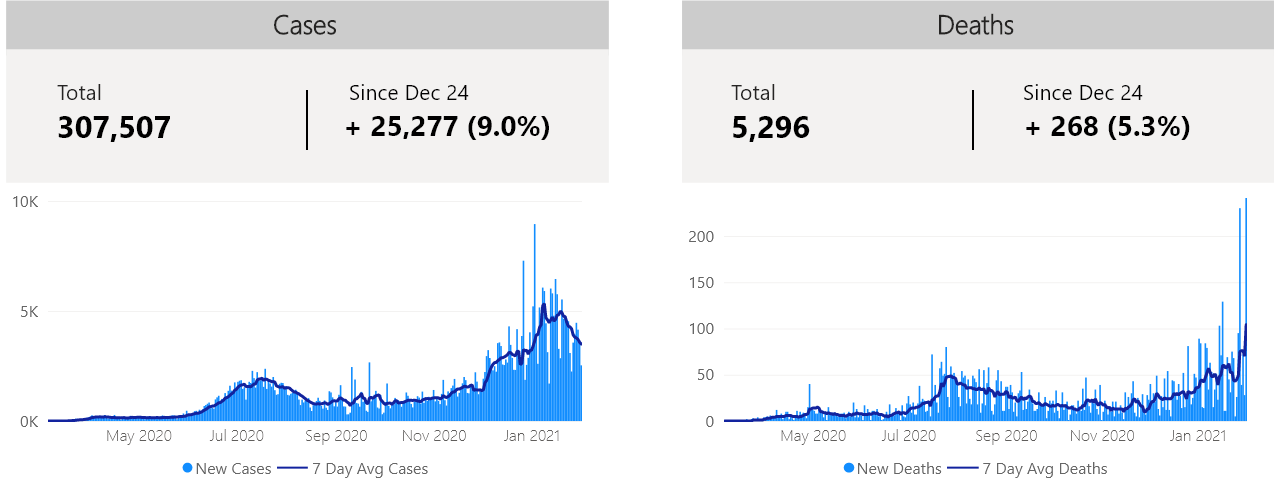 Cases
Total
Since Dec 24
307,507
+ 25,277 (9.0%)
10K
5K
0K
May 2020
Jul 2020
Sep 2020
Nov 2020
Jan 2021
New Cases
7 Day Avg Cases
Deaths
Total
Since Dec 24
5,296
+ 268 (5.3%)
200
150
100
50
0
May 2020
Jul 2020
Sep 2020
Nov 2020
Jan 2021
New Deaths
7 Day Avg Deaths